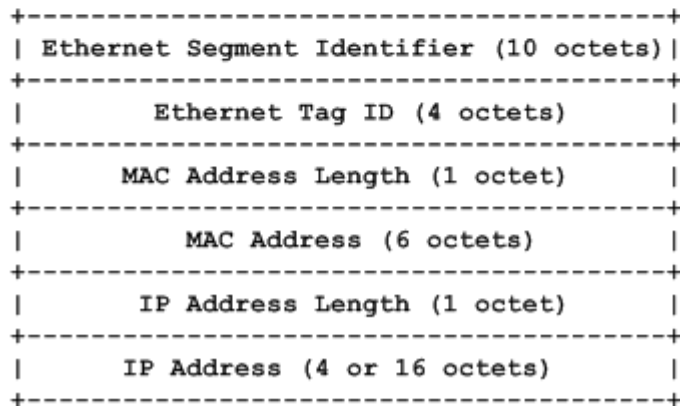 +---------------------------------------+
| Ethernet Segment Identifier (10 octets)|
+---------------------------------------+
| Ethernet Tag ID (4 octets) |
+---------------------------------------+
| MAC Address Length (1 octet) |
+---------------------------------------+
| MAC Address (6 octets) |
+---------------------------------------+
| IP Address Length (1 octet) |
+---------------------------------------+
| IP Address (4 or 16 octets) |
+---------------------------------------+